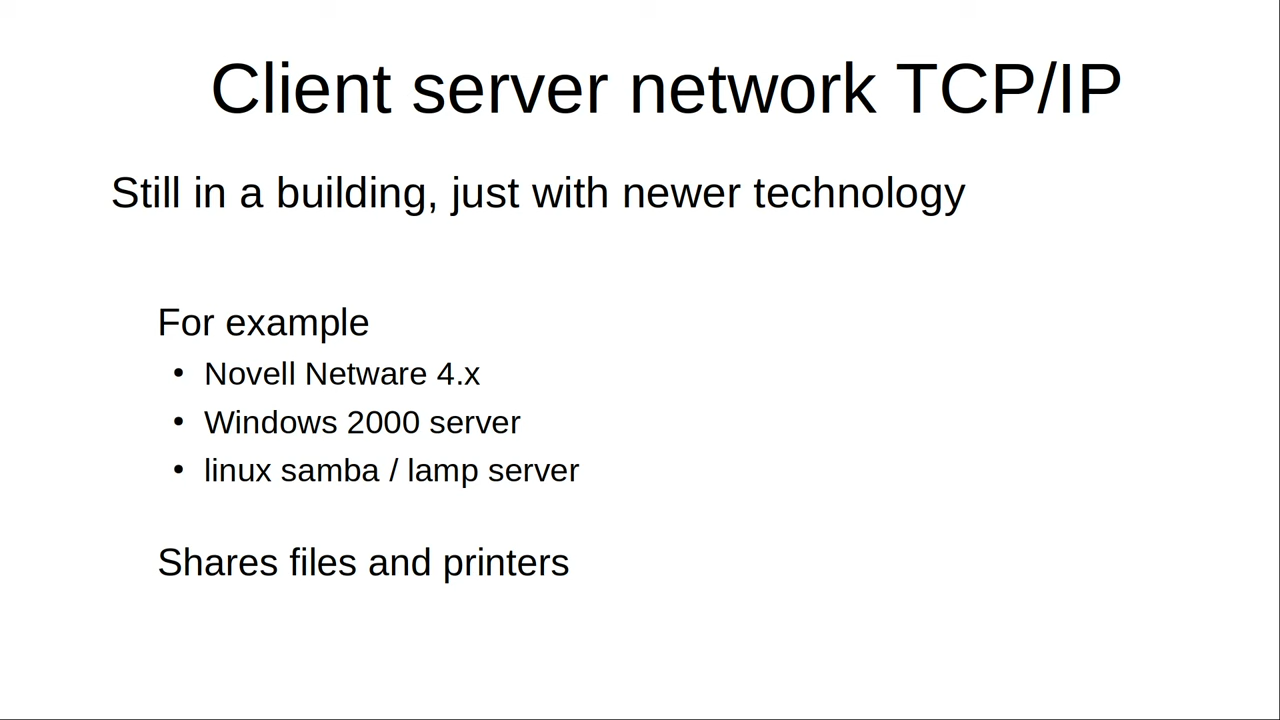 Client server network TCP/IP
Still in a building, just with newer technology
For example
• Novell Netware 4.x
• Windows 2000 server
• linux samba / lamp server
Shares files and printers